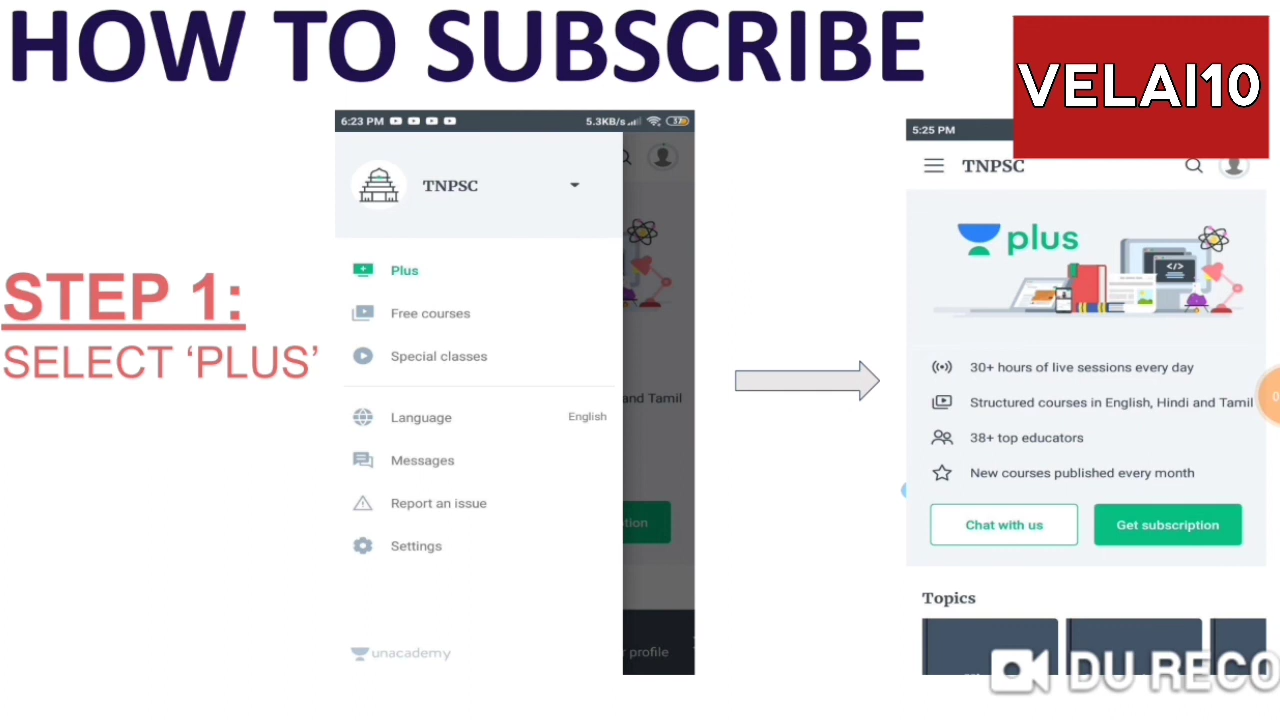 HOW TO SUBSCRIBE
VELAI10
STEP 1:
SELECT ‘PLUS’
6:23 PM
5.3KB/s
37
TNPSC
Plus
Free courses
Special classes
Language English
Messages
Report an issue
Settings
unacademy
and Tamil
tion
r profile
5:25 PM
TNPSC
plus
30+ hours of live sessions every day
Structured courses in English, Hindi and Tamil
38+ top educators
New courses published every month
Chat with us
Get subscription
Topics
DU RECO